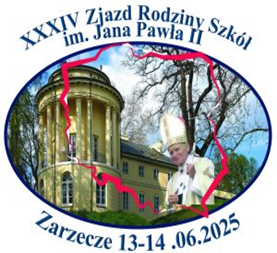 XXXIV Zjazd Rodziny Szkół
im. Jana Pawła II
Zarzecze 13-14 .06.2025